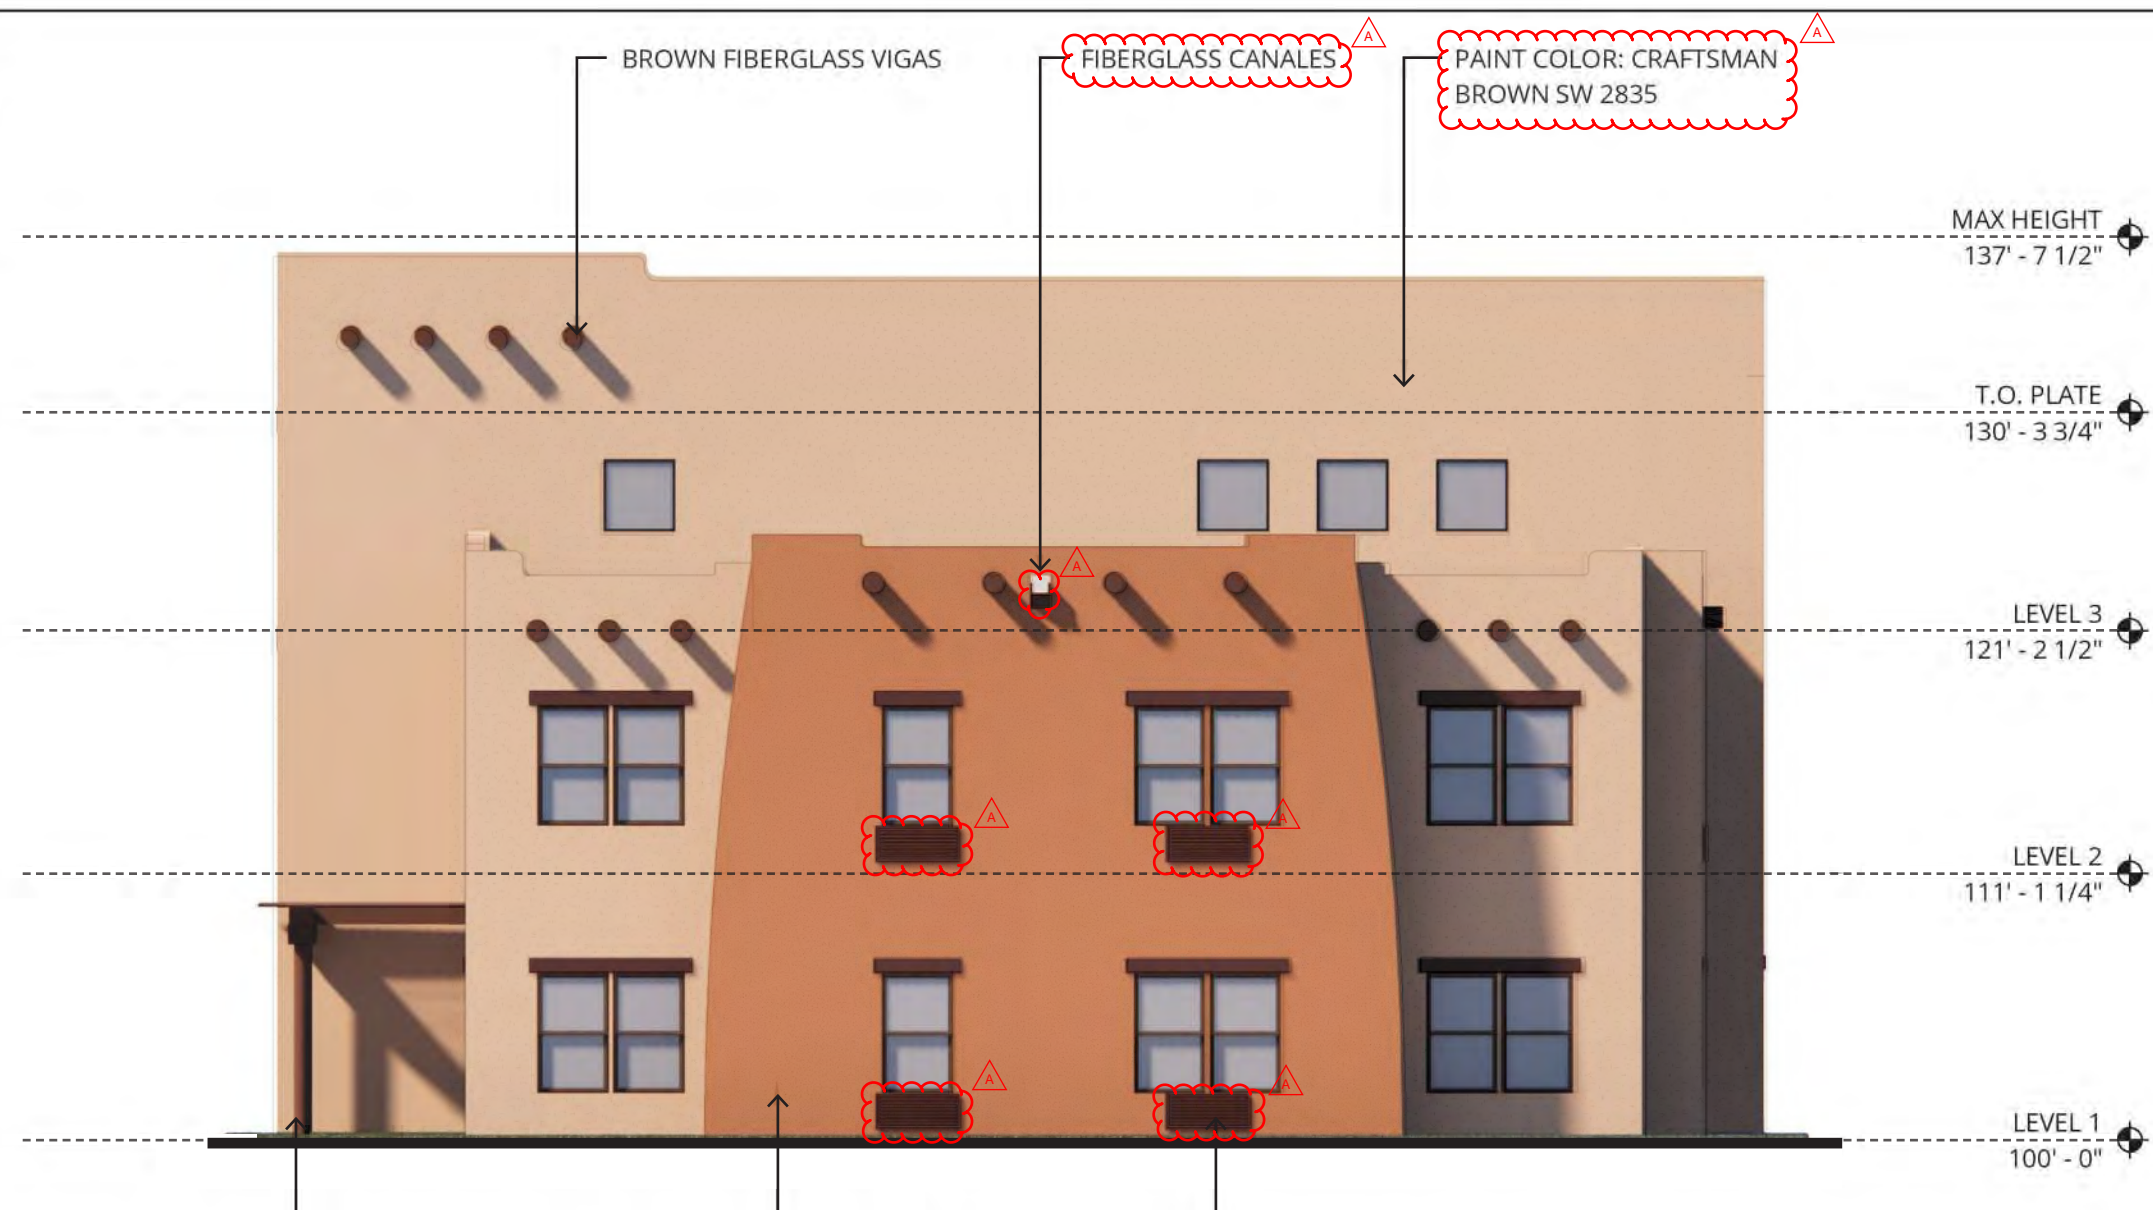 BROWN FIBERGLASS VIGAS
FIBERGLASS CANALES
A
PAINT COLOR: CRAFTSMAN
BROWN SW 2835
A
MAX HEIGHT
137' - 7 1/2"
T.O. PLATE
130' - 3 3/4"
A
LEVEL 3
121' - 2 1/2"
A
A
LEVEL 2
111' - 1 1/4"
A
A
LEVEL 1
100' - 0"